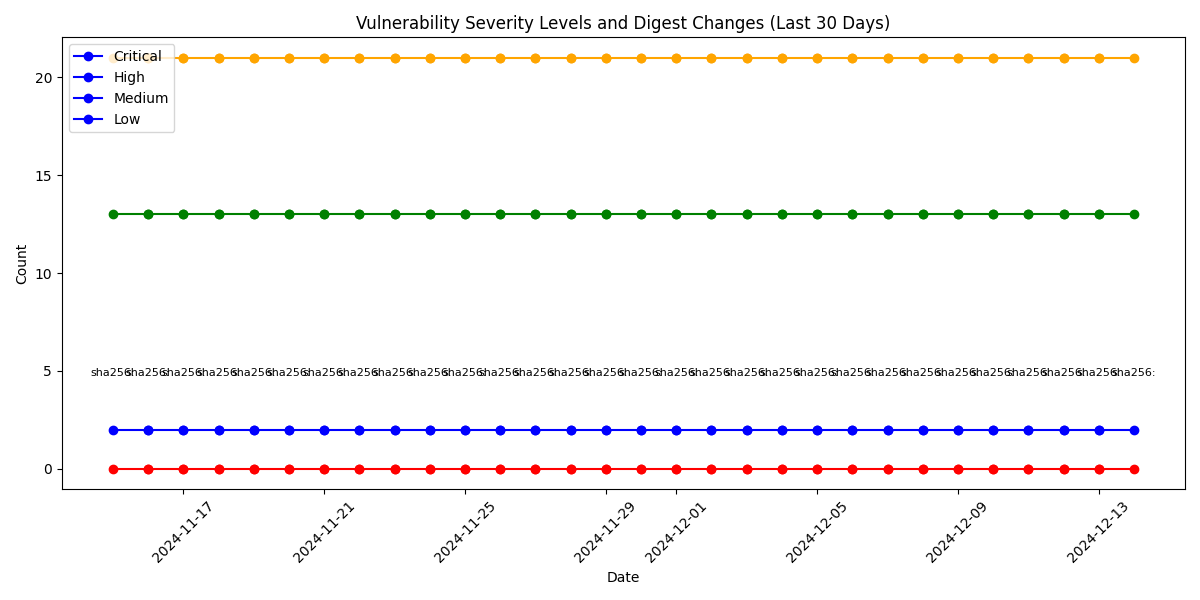 Vulnerability Severity Levels and Digest Changes (Last 30 Days)
Critical
High
Medium
Low
20
15
10
5
0
Count
sha256 sha256 sha256 sha256 sha256 sha256 sha256 sha256 sha256 sha256 sha256 sha256 sha256 sha256 sha256 sha256 sha256 sha256 sha256 sha256 sha256 sha256 sha256 sha256 sha256 sha256 sha256 sha256 sha256 sha256:
2024-11-17
2024-11-21
2024-11-25
2024-11-29
2024-12-01
2024-12-05
2024-12-09
2024-12-13
Date